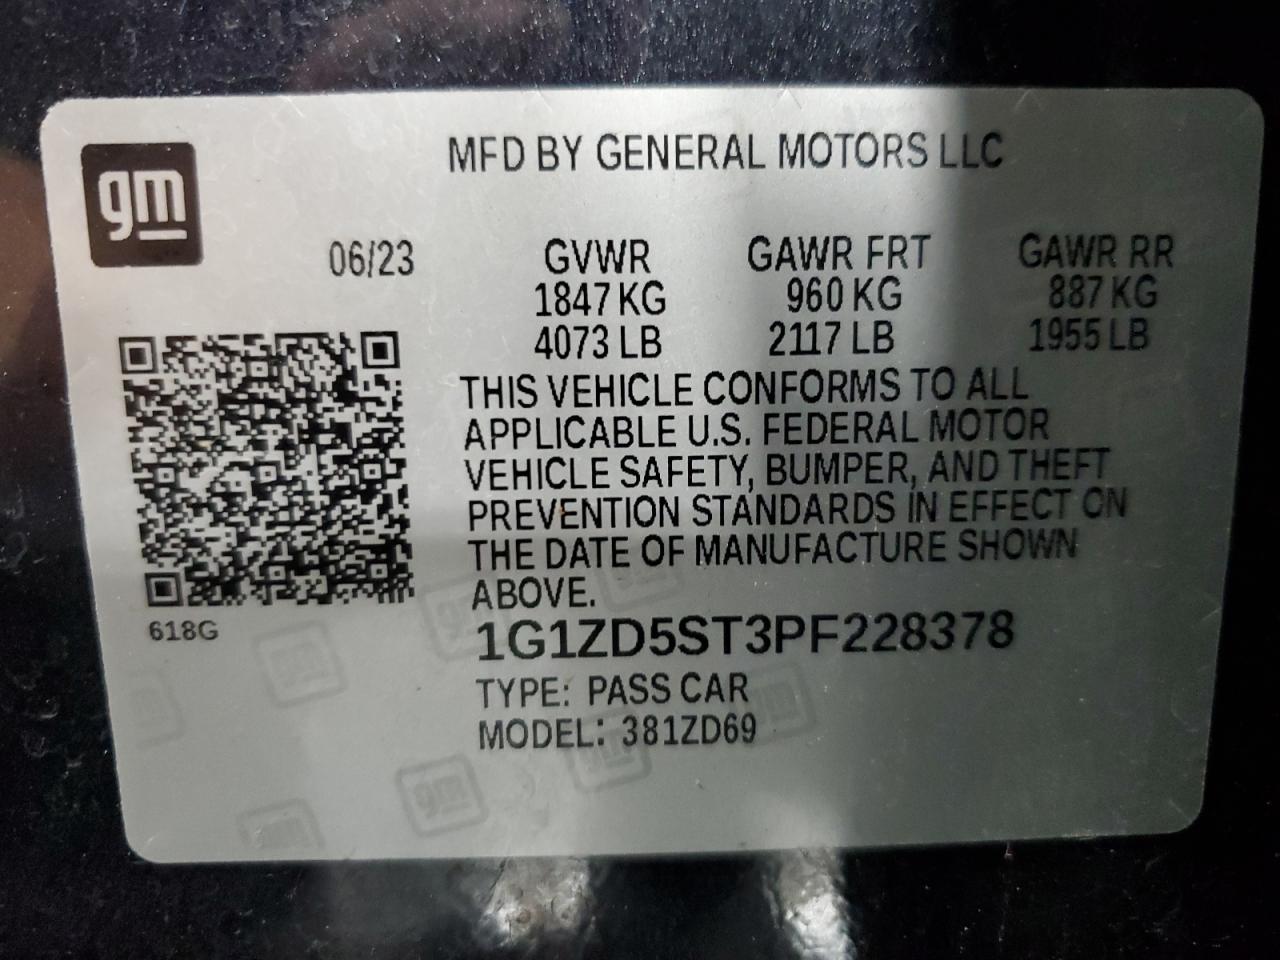 gm
MFD BY GENERAL MOTORS LLC
06/23
GVWR GAWR FRT GAWR RR
1847 KG 960 KG 887 KG
4073 LB 2117 LB 1955 LB
THIS VEHICLE CONFORMS TO ALL
APPLICABLE U.S. FEDERAL MOTOR
VEHICLE SAFETY, BUMPER, AND THEFT
PREVENTION STANDARDS IN EFFECT ON
THE DATE OF MANUFACTURE SHOWN
ABOVE.
618G
1G1ZD5ST3PF228378
TYPE: PASS CAR
MODEL: 381ZD69